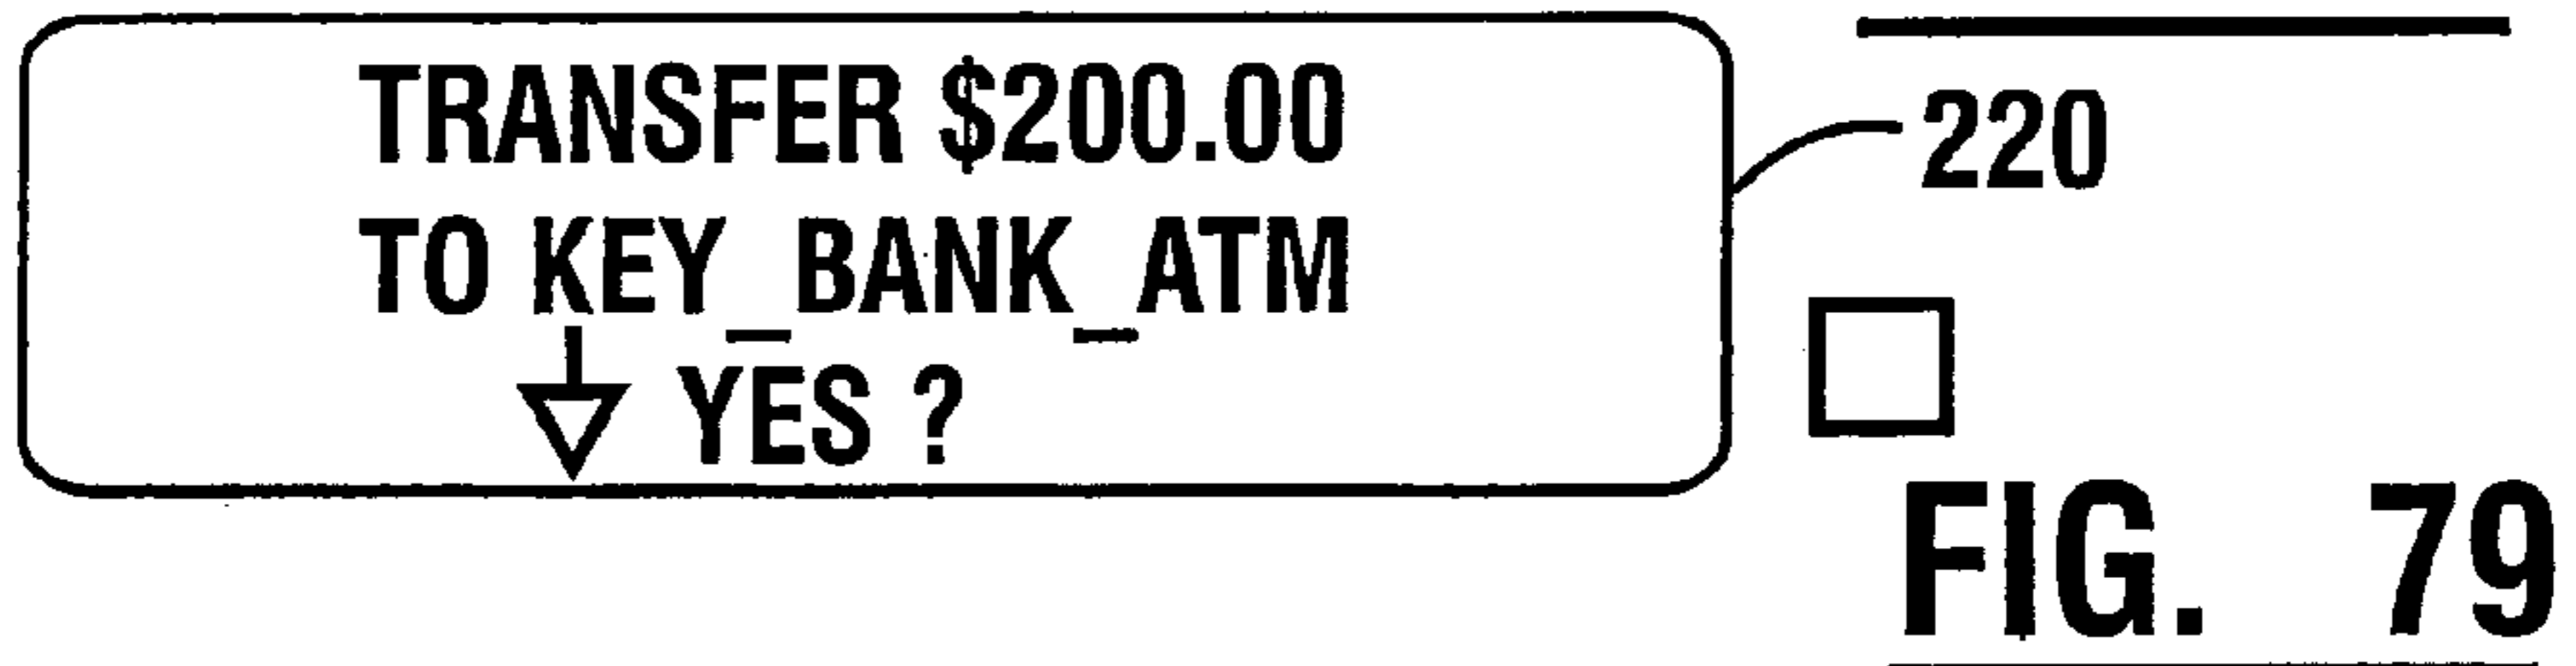 TRANSFER $200.00
TO KEY_BANK_ATM
YES ?
220
FIG. 79